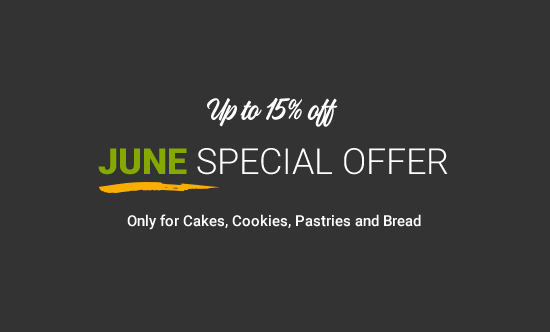 Up to 15% off
JUNE SPECIAL OFFER
Only for Cakes, Cookies, Pastries and Bread